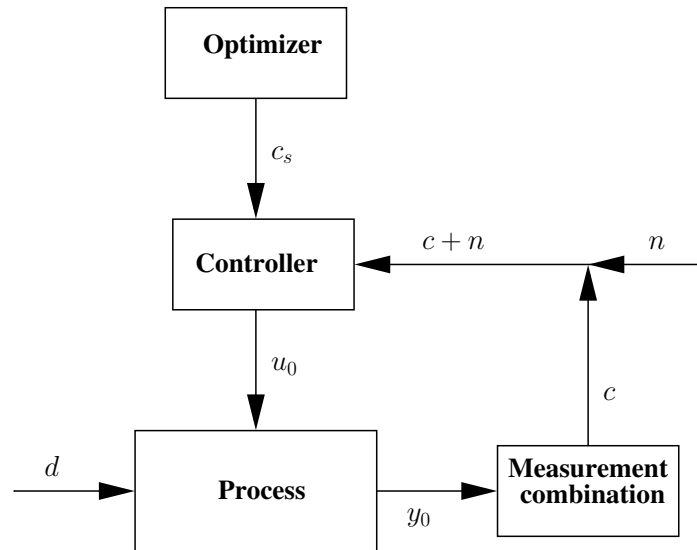 Optimizer
c_s
c + n
n
Controller
u_0
c
d
Process
y_0
Measurement
combination